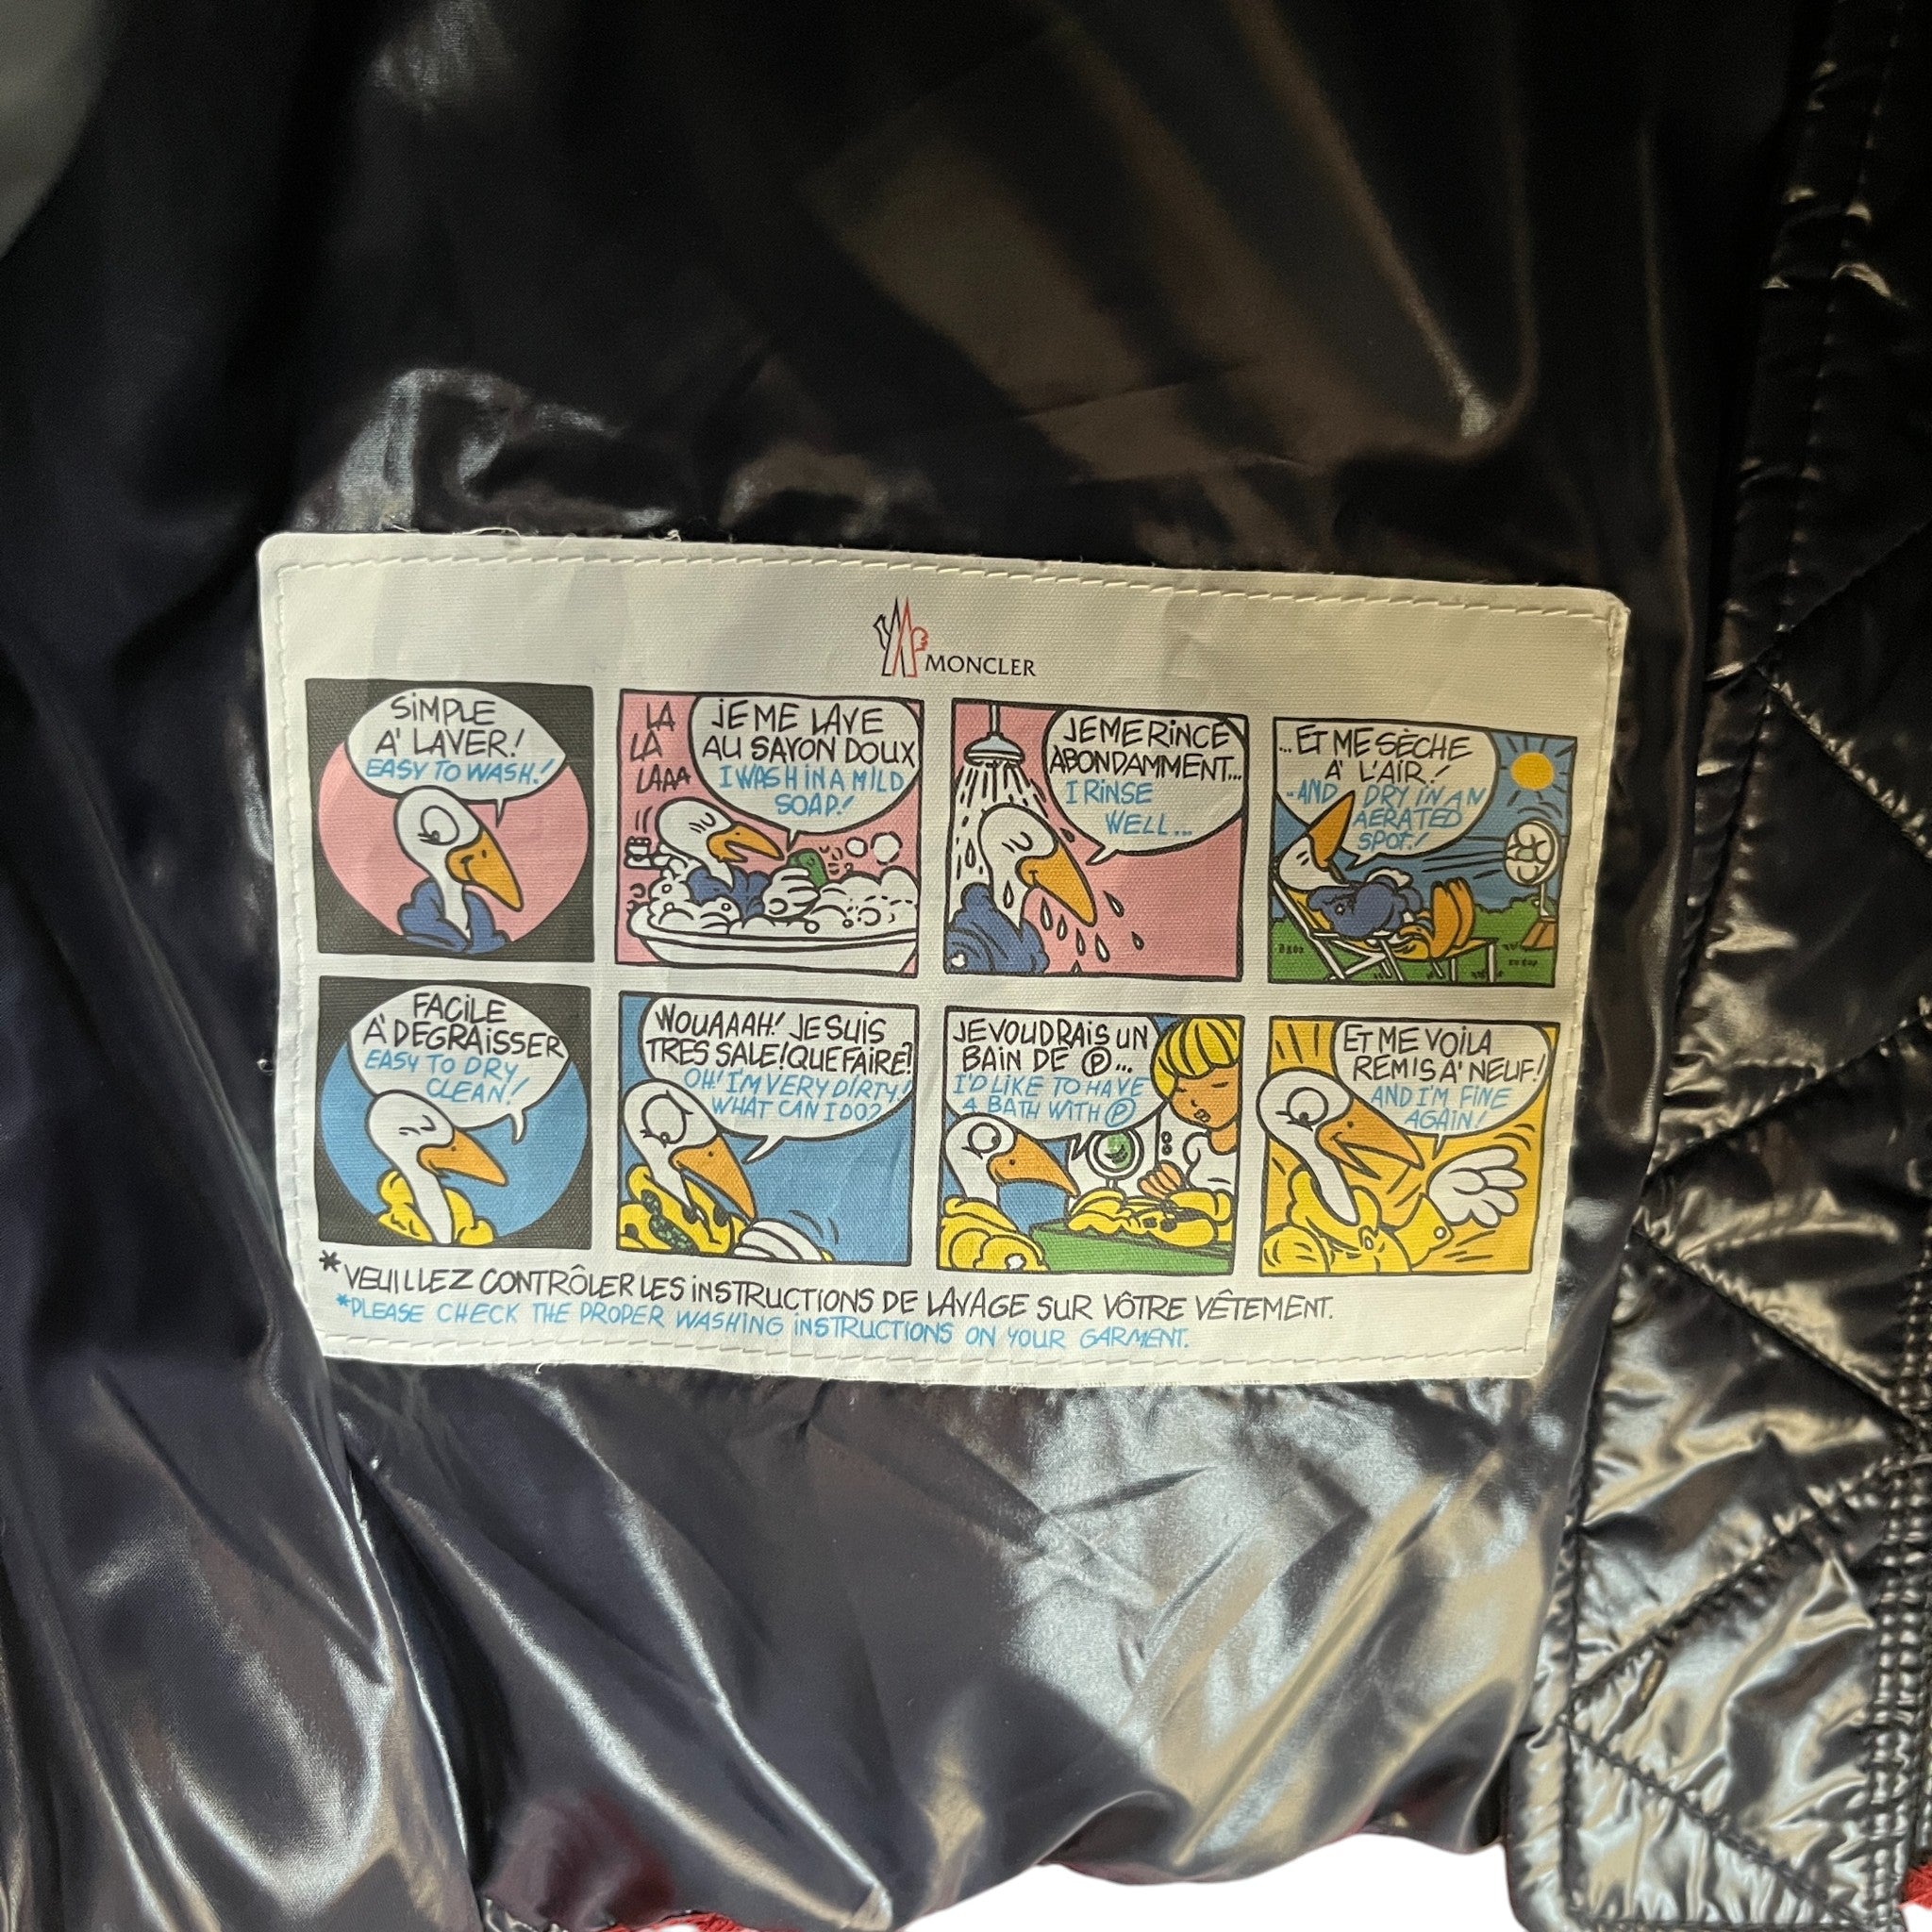 MONCLER
SiMPLE
A' LAVER!
EASY TO WASH!
LA
LA
LAAA
JE ME LAVE
AU SAVON DOUX
I WASH IN A MILD
SOAP!
JE ME RiNCE
ABONDAMMENT...
I RiNSE
WELL...
...ET ME SÈCHE
A' L'AIR!
-AND DRY IN AN
AERATED
SPOT!
FACiLE
A' DEGRAiSSER
EASY TO DRY
CLEAN!
WOUAAAH! JE SUiS
TRES SALE! QUE FAIRE?
OH! I'M VERY DIRTY!
WHAT CAN I DO?
JE VOUDRAiS UN
BAiN DE Ⓟ...
I'D LiKE TO HAVE
A BATH WITH Ⓟ
ET ME VOiLA
REMiS A' NEUF!
AND I'M FINE
AGAIN!
*VEUILLEZ CONTRÔLER LES iNSTRUCTIONS DE LAVAGE SUR VÔTRE VÊTEMENT.
*PLEASE CHECK THE PROPER WASHING iNSTRUCTIONS ON YOUR GARMENT.